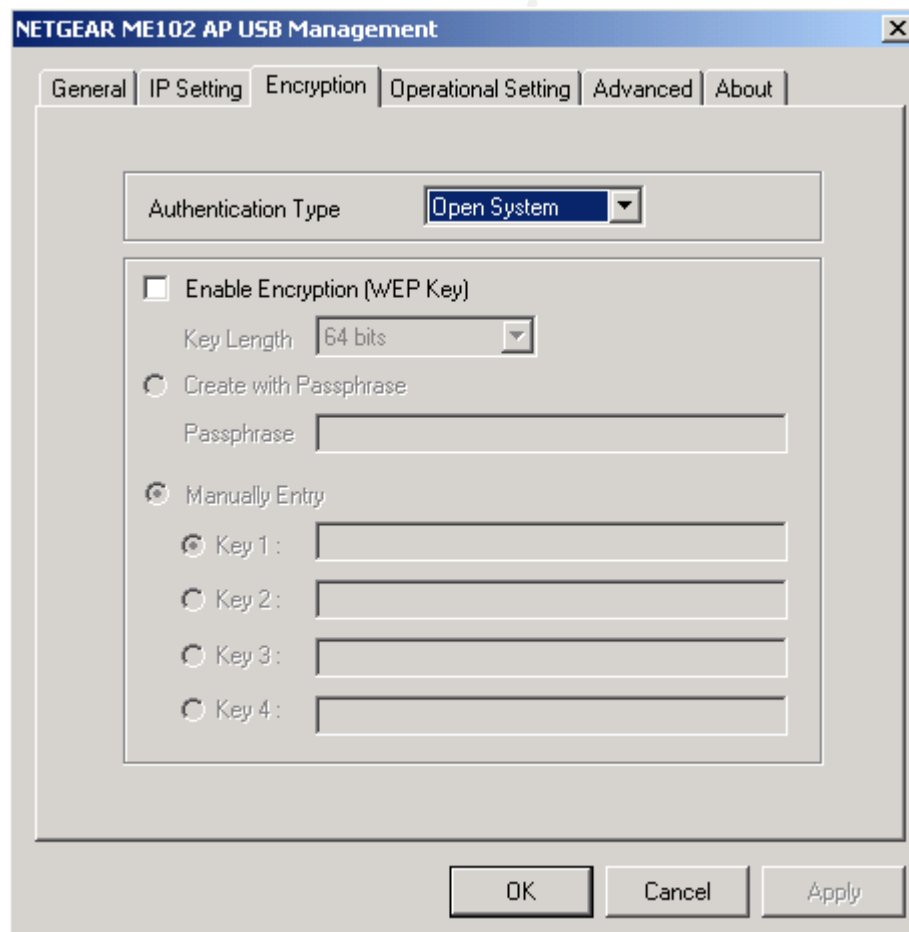 NETGEAR ME102 AP USB Management
General IP Setting Encryption Operational Setting Advanced About
Authentication Type Open System
Enable Encryption (WEP Key)
Key Length 64 bits
Create with Passphrase
Passphrase
Manually Entry
Key 1 :
Key 2 :
Key 3 :
Key 4 :
OK Cancel Apply